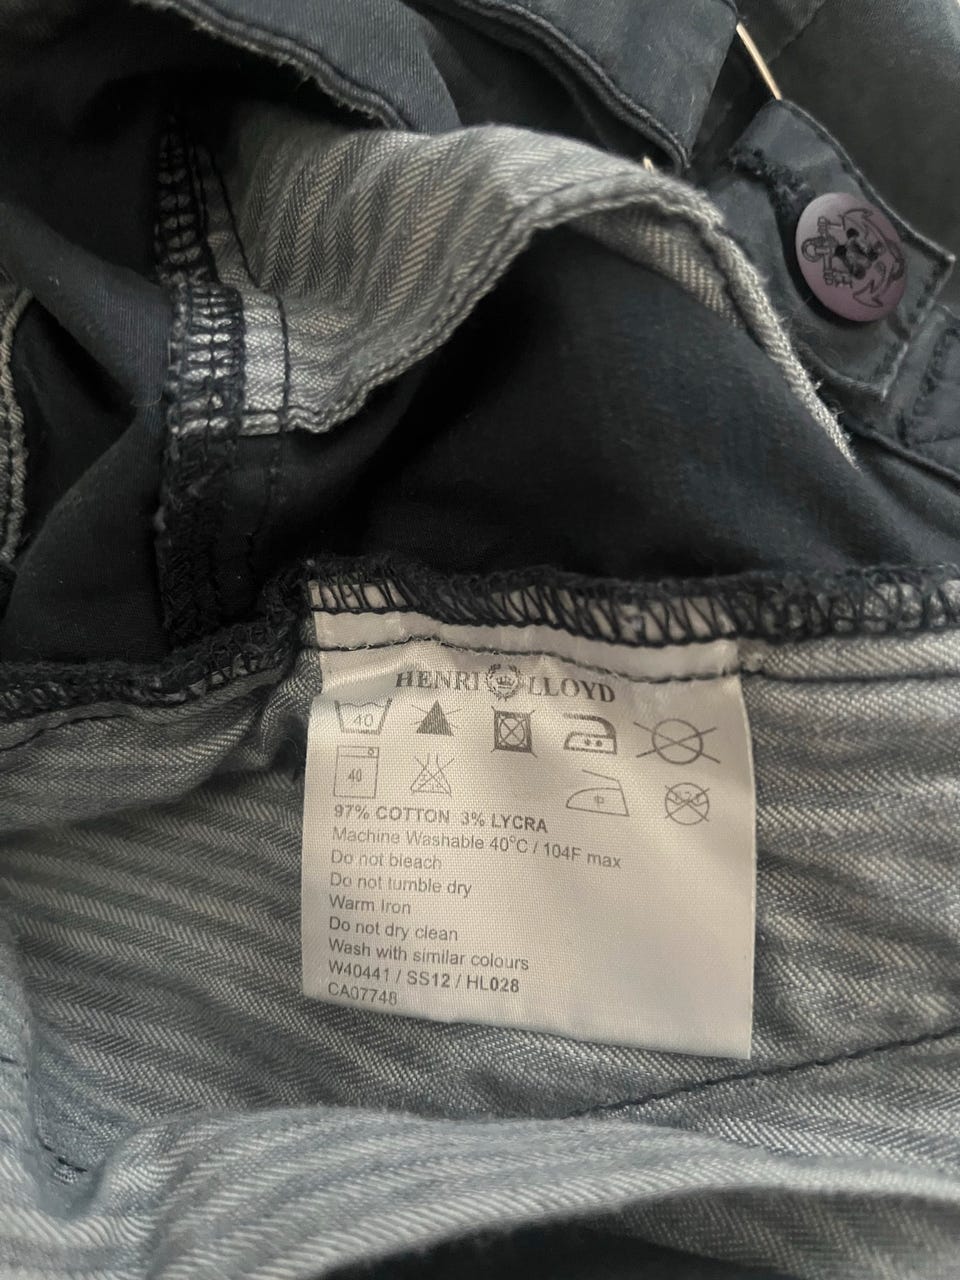 HENRI LLOYD
40
40
97% COTTON 3% LYCRA
Machine Washable 40°C / 104F max
Do not bleach
Do not tumble dry
Warm Iron
Do not dry clean
Wash with similar colours
W40441 / SS12 / HL028
CA07748